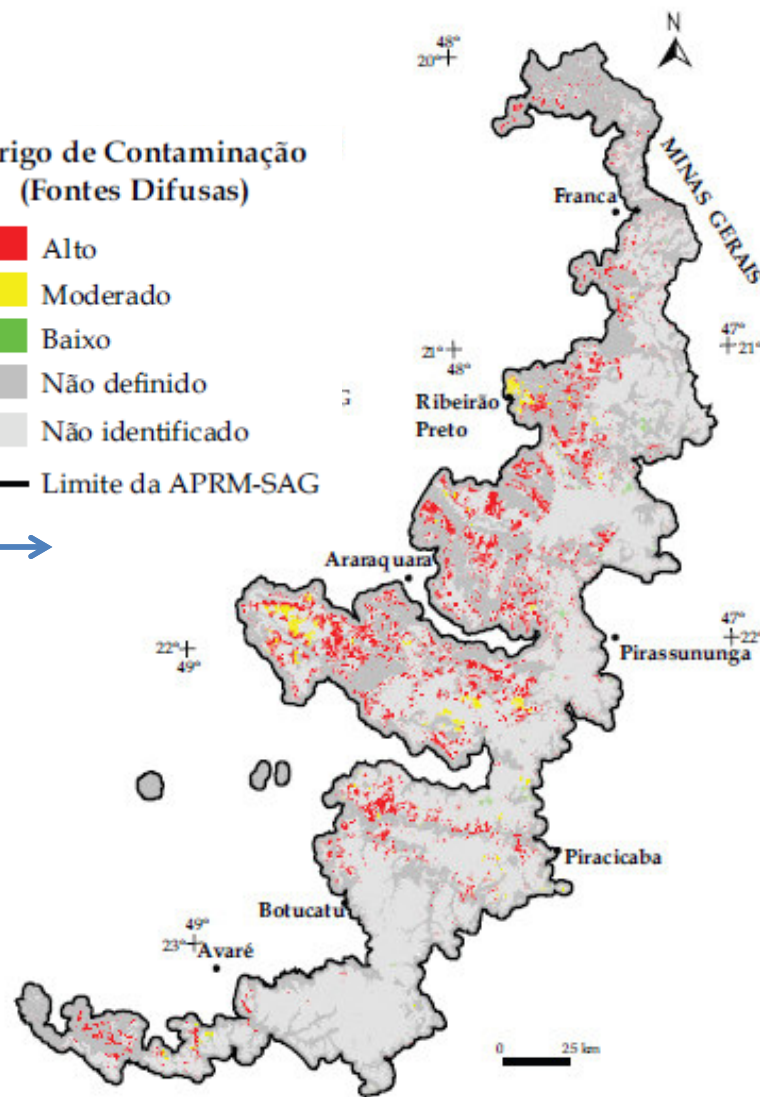 N
48°
20°
rigo de Contaminação
(Fontes Difusas)
MINAS GERAIS
Franca
Alto
Moderado
Baixo
Não definido
Não identificado
Limite da APRM-SAG
47°
21°
21°
48°
Ribeirão
Preto
Araraquara
47°
22°
22°
49°
Pirassununga
Piracicaba
Botucatu
49°
23°
Avaré
0 25 km